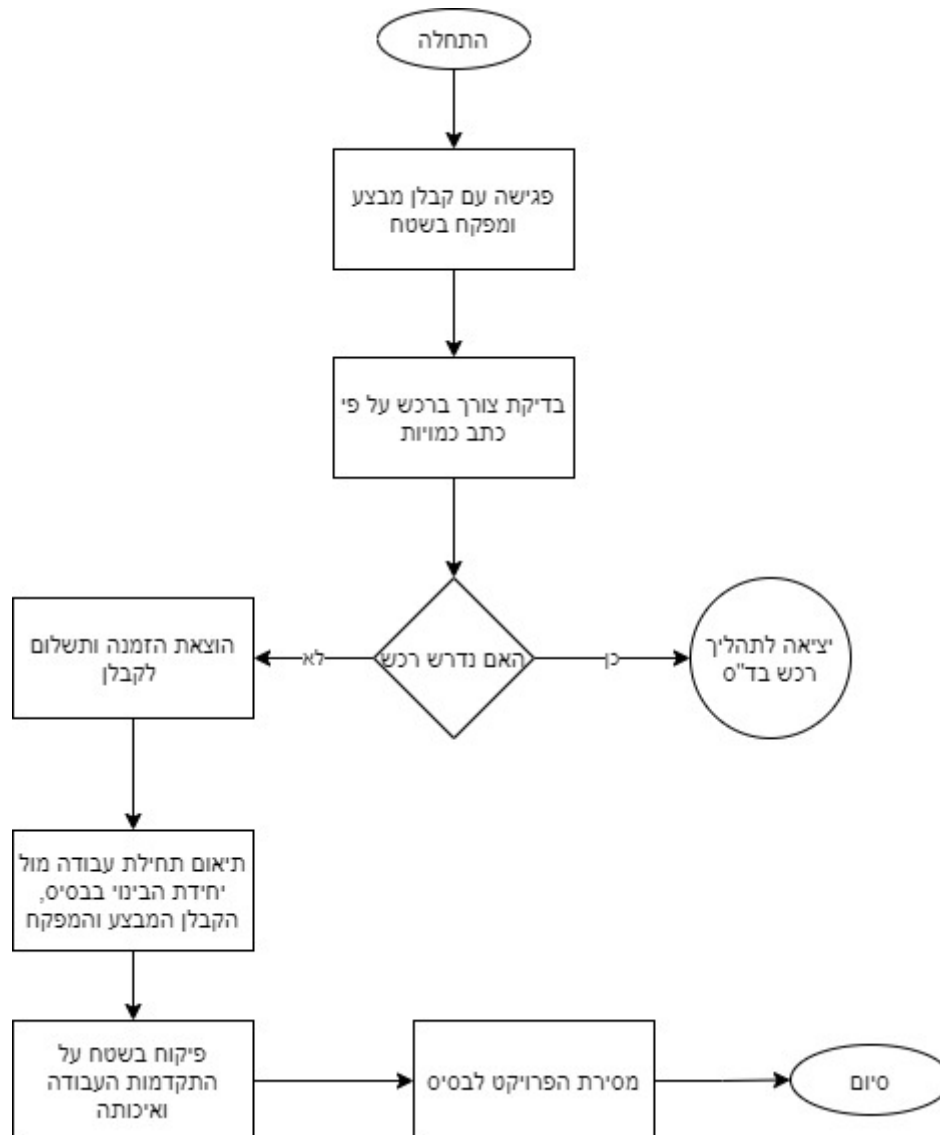 התחלה
פגישה עם קבלן מבצע
ומפקח בשטח
בדיקת צורך ברכש על פי
כתב כמויות
האם נדרש רכש
כן
יציאה לתהליך
רכש בד"ס
לא
הוצאת הזמנה ותשלום
לקבלן
תיאום תחילת עבודה מול
יחידת הבינוי בבסיס,
הקבלן המבצע והמפקח
פיקוח בשטח על
התקדמות העבודה
ואיכותה
מסירת הפרויקט לבסיס
סיום